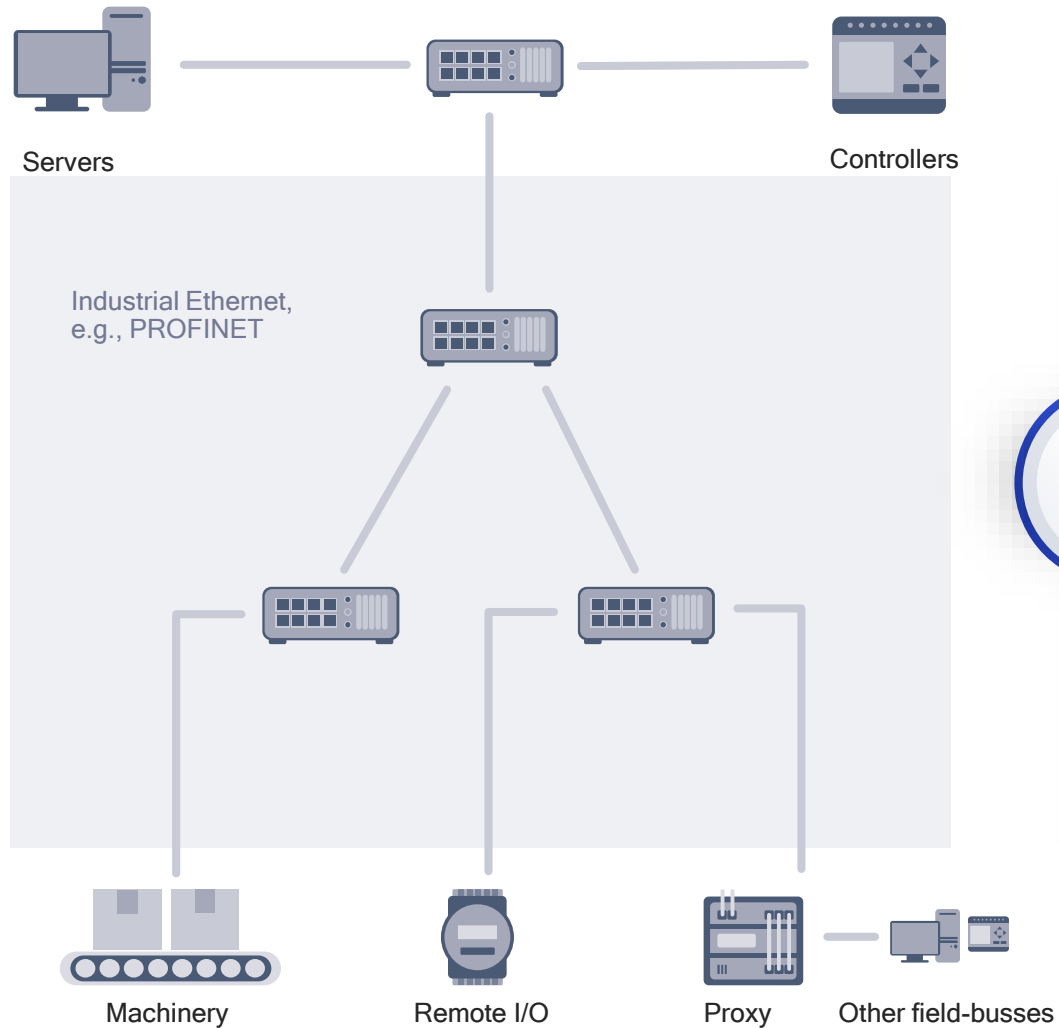 Servers
Controllers
Industrial Ethernet,
e.g., PROFINET
Machinery
Remote I/O
Proxy
Other field-busses